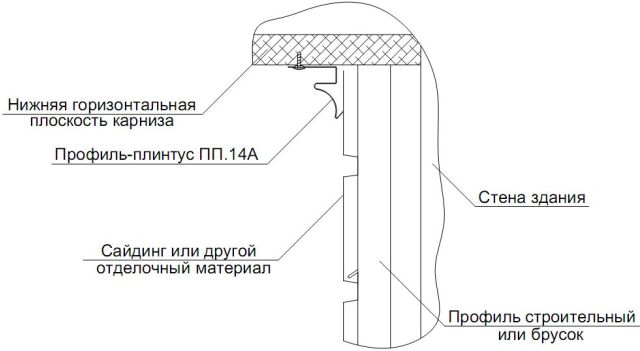 Нижняя горизонтальная
плоскость карниза
Профиль-плинтус ПП.14А
Стена здания
Сайдинг или другой
отделочный материал
Профиль строительный
или брусок